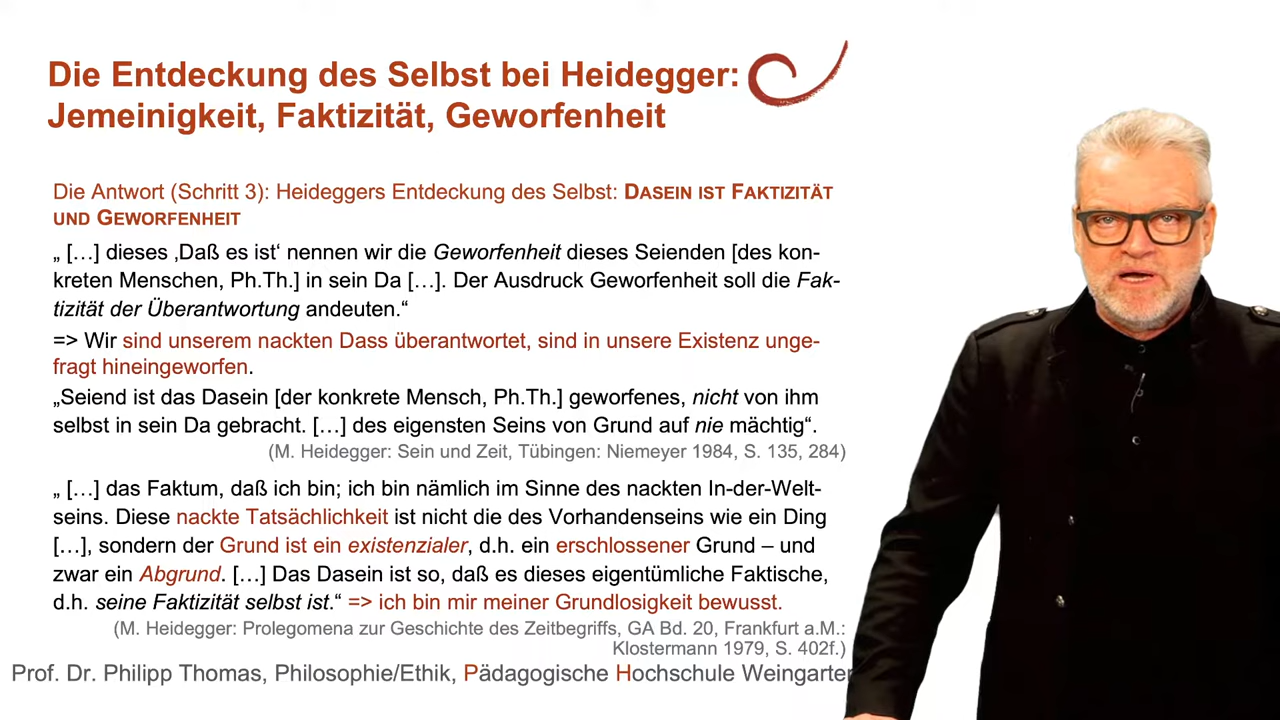 Die Entdeckung des Selbst bei Heidegger:
Jemeinigkeit, Faktizität, Geworfenheit
Die Antwort (Schritt 3): Heideggers Entdeckung des Selbst: DASEIN IST FAKTIZITÄT
UND GEWORFENHEIT
„ […] dieses ‚Daß es ist‘ nennen wir die Geworfenheit dieses Seienden [des kon-
kreten Menschen, Ph.Th.] in sein Da […]. Der Ausdruck Geworfenheit soll die Fak-
tizität der Überantwortung andeuten.“
=> Wir sind unserem nackten Dass überantwortet, sind in unsere Existenz unge-
fragt hineingeworfen.
„Seiend ist das Dasein [der konkrete Mensch, Ph.Th.] geworfenes, nicht von ihm
selbst in sein Da gebracht. […] des eigensten Seins von Grund auf nie mächtig“.
(M. Heidegger: Sein und Zeit, Tübingen: Niemeyer 1984, S. 135, 284)
„ […] das Faktum, daß ich bin; ich bin nämlich im Sinne des nackten In-der-Welt-
seins. Diese nackte Tatsächlichkeit ist nicht die des Vorhandenseins wie ein Ding
[…], sondern der Grund ist ein existenzialer, d.h. ein erschlossener Grund – und
zwar ein Abgrund. […] Das Dasein ist so, daß es dieses eigentümliche Faktische,
d.h. seine Faktizität selbst ist.“ => ich bin mir meiner Grundlosigkeit bewusst.
(M. Heidegger: Prolegomena zur Geschichte des Zeitbegriffs, GA Bd. 20, Frankfurt a.M.:
Klostermann 1979, S. 402f.)
Prof. Dr. Philipp Thomas, Philosophie/Ethik, Pädagogische Hochschule Weingarten